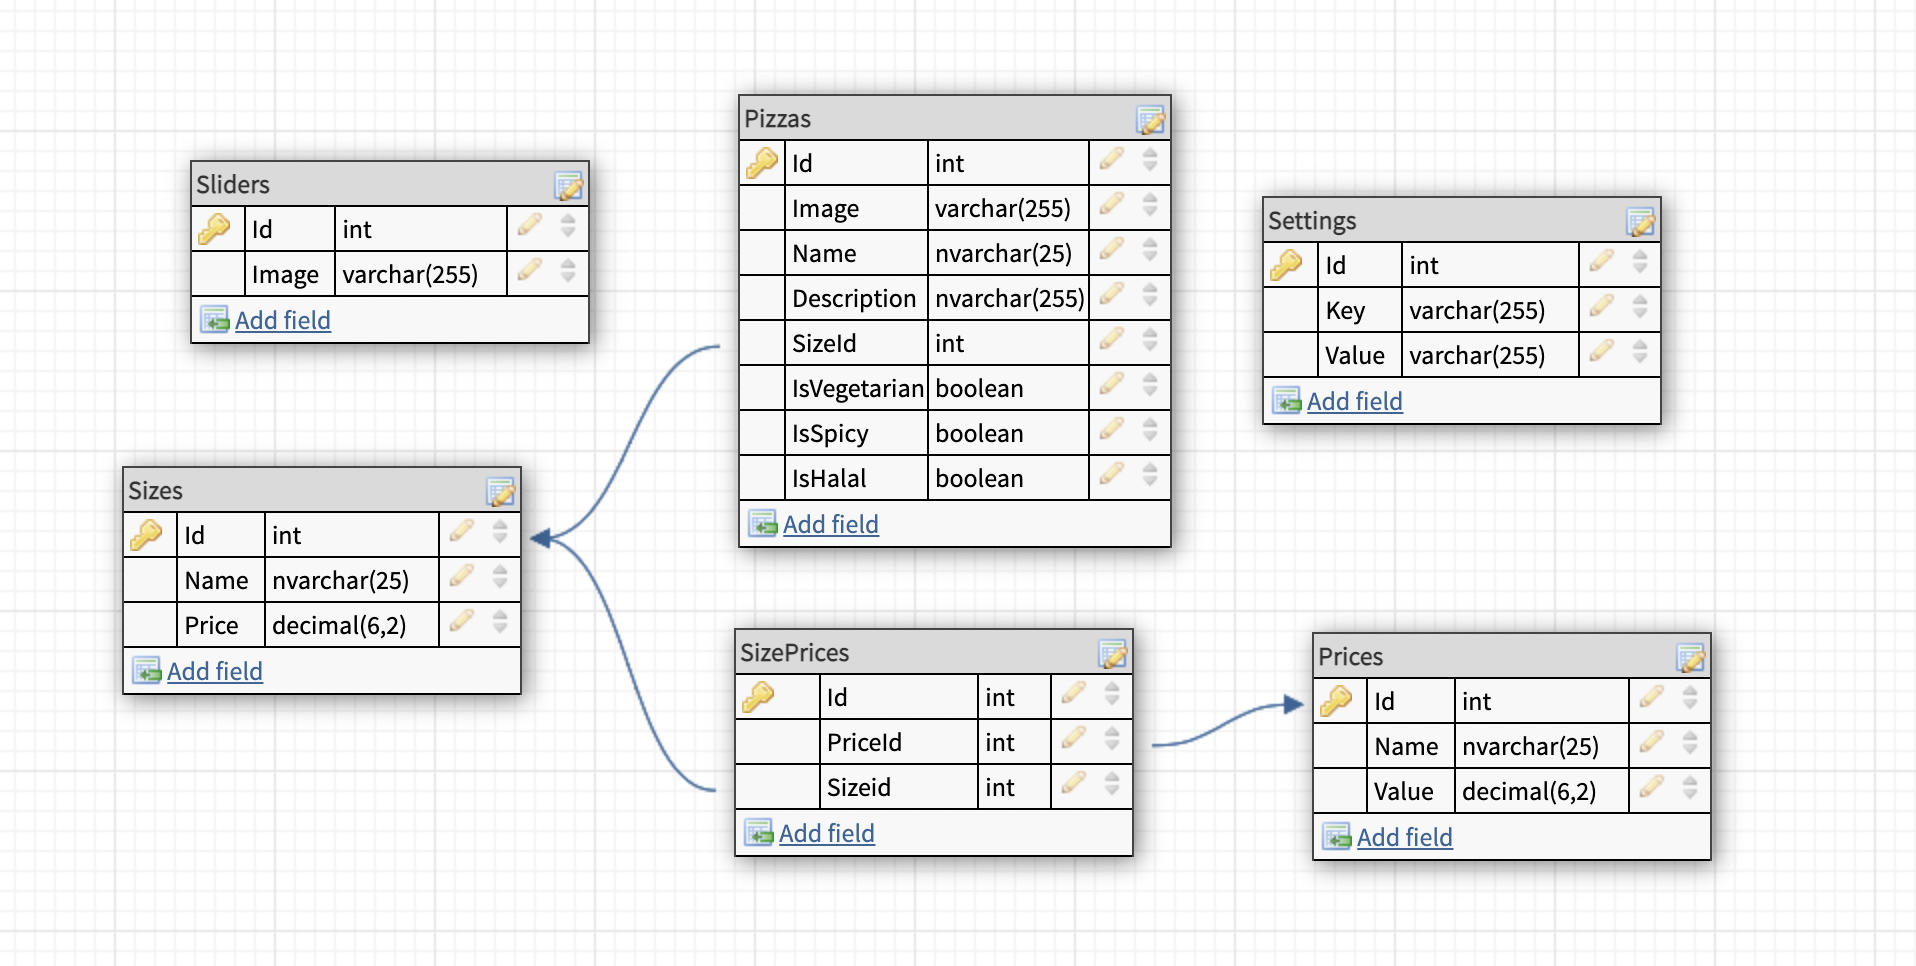 Pizzas
Id int
Image varchar(255)
Name nvarchar(25)
Description nvarchar(255)
SizeId int
IsVegetarian boolean
IsSpicy boolean
IsHalal boolean
Add field
Sliders
Id int
Image varchar(255)
Add field
Settings
Id int
Key varchar(255)
Value varchar(255)
Add field
Sizes
Id int
Name nvarchar(25)
Price decimal(6,2)
Add field
SizePrices
Id int
PriceId int
Sizeid int
Add field
Prices
Id int
Name nvarchar(25)
Value decimal(6,2)
Add field